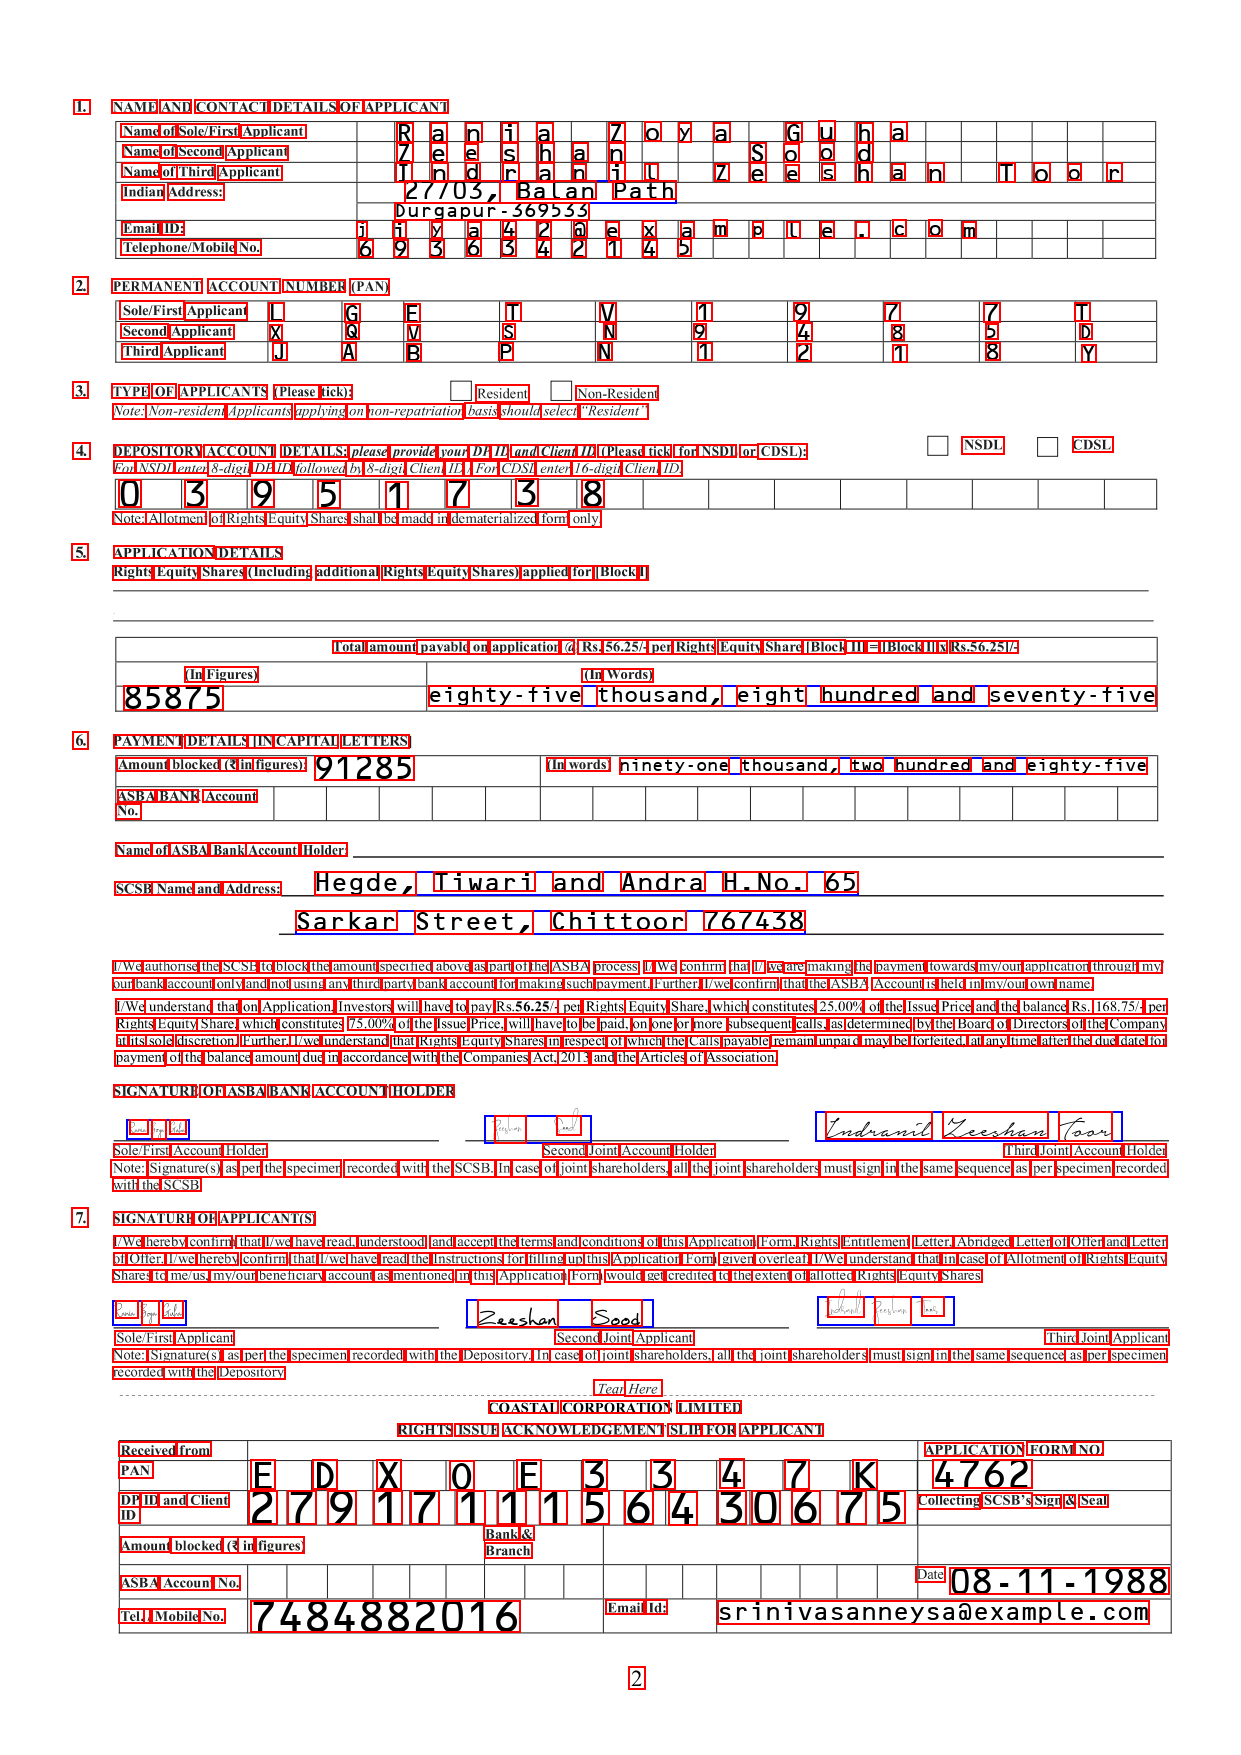 1. NAME AND CONTACT DETAILS OF APPLICANT
Name of Sole/First Applicant Rania Zoya Guha
Name of Second Applicant Zeeshan Sood
Name of Third Applicant Indranil Zeeshan Toor
Indian Address: 27/03, Balan Path
Durgapur-369533
Email ID: jiya42@example.com
Telephone/Mobile No. 6936342145
2. PERMANENT ACCOUNT NUMBER (PAN)
Sole/First Applicant L G E T V 1 9 7 7 T
Second Applicant X Q V S N 9 4 8 5 D
Third Applicant J A B P N 1 2 1 8 Y
3. TYPE OF APPLICANTS (Please tick): Resident Non-Resident
Note: Non-resident Applicants applying on non-repatriation basis should select "Resident"
4. DEPOSITORY ACCOUNT DETAILS: please provide your DP ID and Client ID (Please tick for NSDL or CDSL): NSDL CDSL
For NSDL enter 8-digit DP ID followed by 8-digit Client ID / For CDSL enter 16-digit Client ID.
0 3 9 5 1 7 3 8
Note: Allotment of Rights Equity Shares shall be made in dematerialized form only.
5. APPLICATION DETAILS
Rights Equity Shares (Including additional Rights Equity Shares) applied for [Block I]
Total amount payable on application @ Rs.56.25/- per Rights Equity Share [Block II] = [Block I] x Rs.56.25]/-
(In Figures) (In Words)
85875 eighty-five thousand, eight hundred and seventy-five
6. PAYMENT DETAILS [IN CAPITAL LETTERS]
Amount blocked (₹ in figures): 91285 (In words) ninety-one thousand, two hundred and eighty-five
ASBA BANK Account
No.
Name of ASBA Bank Account Holder:
SCSB Name and Address: Hegde, Tiwari and Andra H.No. 65
Sarkar Street, Chittoor 767438
I/We authorise the SCSB to block the amount specified above as part of the ASBA process. I/We confirm that I/ we are making the payment towards my/our application through my/
our bank account only and not using any third party bank account for making such payment. Further, I/we confirm that the ASBA Account is held in my/our own name.
I/We understand that on Application, Investors will have to pay Rs.56.25/- per Rights Equity Share, which constitutes 25.00% of the Issue Price and the balance Rs. 168.75/- per
Rights Equity Share, which constitutes 75.00% of the Issue Price, will have to be paid, on one or more subsequent calls, as determined by the Board of Directors of the Company
at its sole discretion. Further, I/we understand that Rights Equity Shares in respect of which the Calls payable remain unpaid may be forfeited, at any time after the due date for
payment of the balance amount due in accordance with the Companies Act, 2013 and the Articles of Association.
SIGNATURE OF ASBA BANK ACCOUNT HOLDER
Rania Zoya Guha Zeeshan Sood Indranil Zeeshan Toor
Sole/First Account Holder Second Joint Account Holder Third Joint Account Holder
Note: Signature(s) as per the specimen recorded with the SCSB. In case of joint shareholders, all the joint shareholders must sign in the same sequence as per specimen recorded
with the SCSB
7. SIGNATURE OF APPLICANT(S)
I/We hereby confirm that I/we have read, understood and accept the terms and conditions of this Application Form, Rights Entitlement Letter, Abridged Letter of Offer and Letter
of Offer. I/we hereby confirm that I/we have read the Instructions for filling up this Application Form given overleaf. I/We understand that in case of Allotment of Rights Equity
Shares to me/us, my/our beneficiary account as mentioned in this Application Form would get credited to the extent of allotted Rights Equity Shares
Rania Zoya Guha Zeeshan Sood Indranil Zeeshan Toor
Sole/First Applicant Second Joint Applicant Third Joint Applicant
Note: Signature(s) as per the specimen recorded with the Depository. In case of joint shareholders, all the joint shareholders must sign in the same sequence as per specimen
recorded with the Depository
Tear Here
COASTAL CORPORATION LIMITED
RIGHTS ISSUE ACKNOWLEDGEMENT SLIP FOR APPLICANT
Received from APPLICATION FORM NO.
PAN E D X O E 3 3 4 7 K 4762
DP ID and Client ID 2 7 9 1 7 1 1 1 5 6 4 3 0 6 7 5 Collecting SCSB's Sign & Seal
Amount blocked (₹ in figures) Bank & Branch
ASBA Account No. Date 08-11-1988
Tel./ Mobile No. 7484882016 Email Id: srinivasanneysa@example.com
2